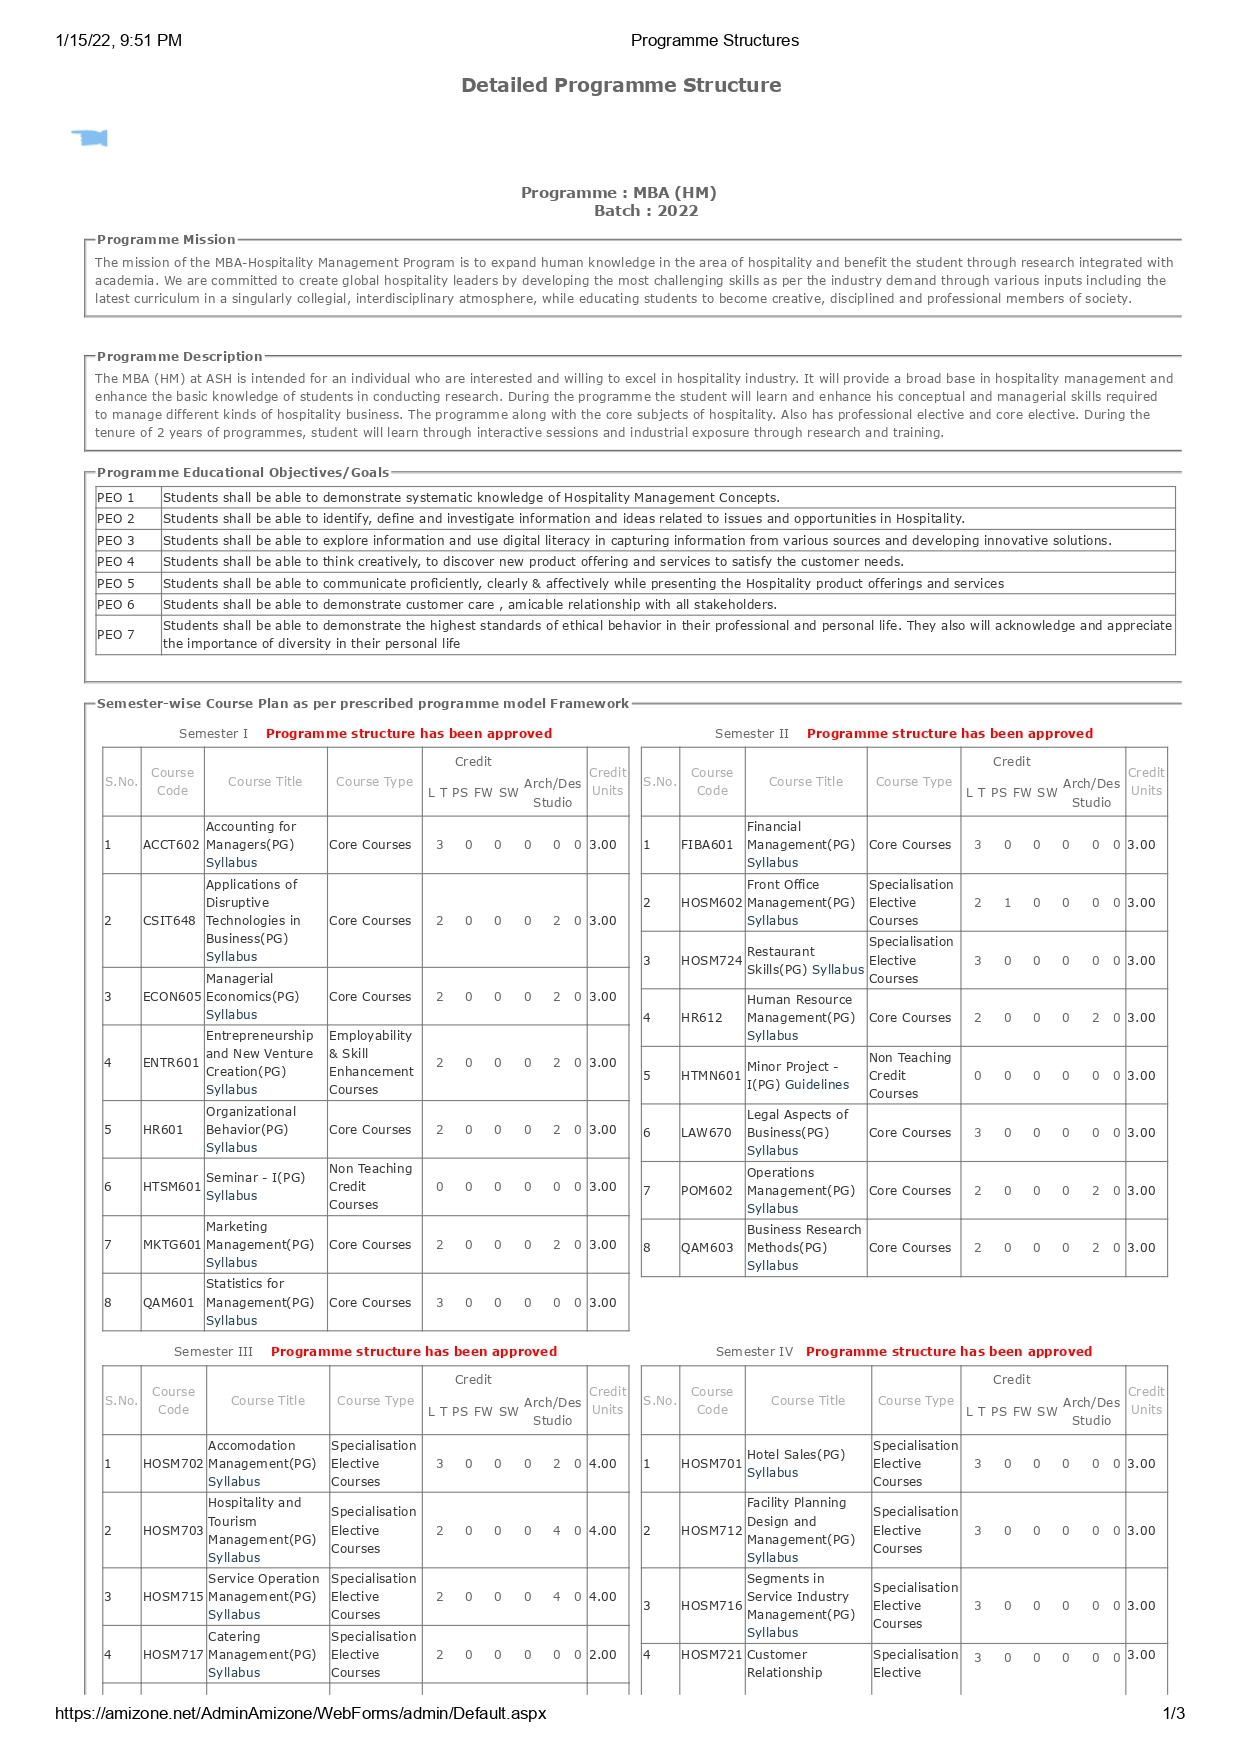 1/15/22, 9:51 PM
Programme Structures
Detailed Programme Structure
Programme : MBA (HM)
Batch : 2022
Programme Mission
The mission of the MBA-Hospitality Management Program is to expand human knowledge in the area of hospitality and benefit the student through research integrated with
academia. We are committed to create global hospitality leaders by developing the most challenging skills as per the industry demand through various inputs including the
latest curriculum in a singularly collegial, interdisciplinary atmosphere, while educating students to become creative, disciplined and professional members of society.
Programme Description
The MBA (HM) at ASH is intended for an individual who are interested and willing to excel in hospitality industry. It will provide a broad base in hospitality management and
enhance the basic knowledge of students in conducting research. During the programme the student will learn and enhance his conceptual and managerial skills required
to manage different kinds of hospitality business. The programme along with the core subjects of hospitality. Also has professional elective and core elective. During the
tenure of 2 years of programmes, student will learn through interactive sessions and industrial exposure through research and training.
Programme Educational Objectives/Goals
PEO 1 Students shall be able to demonstrate systematic knowledge of Hospitality Management Concepts.
PEO 2 Students shall be able to identify, define and investigate information and ideas related to issues and opportunities in Hospitality.
PEO 3 Students shall be able to explore information and use digital literacy in capturing information from various sources and developing innovative solutions.
PEO 4 Students shall be able to think creatively, to discover new product offering and services to satisfy the customer needs.
PEO 5 Students shall be able to communicate proficiently, clearly & affectively while presenting the Hospitality product offerings and services
PEO 6 Students shall be able to demonstrate customer care , amicable relationship with all stakeholders.
PEO 7 Students shall be able to demonstrate the highest standards of ethical behavior in their professional and personal life. They also will acknowledge and appreciate
the importance of diversity in their personal life
Semester-wise Course Plan as per prescribed programme model Framework
Semester I Programme structure has been approved
S.No. Course Code Course Title Course Type Credit L T PS FW SW Arch/Des Studio Credit Units
1 ACCT602 Accounting for Managers(PG) Syllabus Core Courses 3 0 0 0 0 0 3.00
2 CSIT648 Applications of Disruptive Technologies in Business(PG) Syllabus Core Courses 2 0 0 0 2 0 3.00
3 ECON605 Managerial Economics(PG) Syllabus Core Courses 2 0 0 0 2 0 3.00
4 ENTR601 Entrepreneurship and New Venture Creation(PG) Syllabus Employability & Skill Enhancement Courses 2 0 0 0 2 0 3.00
5 HR601 Organizational Behavior(PG) Syllabus Core Courses 2 0 0 0 2 0 3.00
6 HTSM601 Seminar - I(PG) Syllabus Non Teaching Credit Courses 0 0 0 0 0 0 3.00
7 MKTG601 Marketing Management(PG) Syllabus Core Courses 2 0 0 0 2 0 3.00
8 QAM601 Statistics for Management(PG) Syllabus Core Courses 3 0 0 0 0 0 3.00
Semester II Programme structure has been approved
S.No. Course Code Course Title Course Type Credit L T PS FW SW Arch/Des Studio Credit Units
1 FIBA601 Financial Management(PG) Syllabus Core Courses 3 0 0 0 0 0 3.00
2 HOSM602 Front Office Management(PG) Syllabus Specialisation Elective Courses 2 1 0 0 0 0 3.00
3 HOSM724 Restaurant Skills(PG) Syllabus Specialisation Elective Courses 3 0 0 0 0 0 3.00
4 HR612 Human Resource Management(PG) Syllabus Core Courses 2 0 0 0 2 0 3.00
5 HTMN601 Minor Project - I(PG) Guidelines Non Teaching Credit Courses 0 0 0 0 0 0 3.00
6 LAW670 Legal Aspects of Business(PG) Syllabus Core Courses 3 0 0 0 0 0 3.00
7 POM602 Operations Management(PG) Syllabus Core Courses 2 0 0 0 2 0 3.00
8 QAM603 Business Research Methods(PG) Syllabus Core Courses 2 0 0 0 2 0 3.00
Semester III Programme structure has been approved
S.No. Course Code Course Title Course Type Credit L T PS FW SW Arch/Des Studio Credit Units
1 HOSM702 Accomodation Management(PG) Syllabus Specialisation Elective Courses 3 0 0 0 2 0 4.00
2 HOSM703 Hospitality and Tourism Management(PG) Syllabus Specialisation Elective Courses 2 0 0 0 4 0 4.00
3 HOSM715 Service Operation Management(PG) Syllabus Specialisation Elective Courses 2 0 0 0 4 0 4.00
4 HOSM717 Catering Management(PG) Syllabus Specialisation Elective Courses 2 0 0 0 0 0 2.00
Semester IV Programme structure has been approved
S.No. Course Code Course Title Course Type Credit L T PS FW SW Arch/Des Studio Credit Units
1 HOSM701 Hotel Sales(PG) Syllabus Specialisation Elective Courses 3 0 0 0 0 0 3.00
2 HOSM712 Facility Planning Design and Management(PG) Syllabus Specialisation Elective Courses 3 0 0 0 0 0 3.00
3 HOSM716 Segments in Service Industry Management(PG) Syllabus Specialisation Elective Courses 3 0 0 0 0 0 3.00
4 HOSM721 Customer Relationship Specialisation Elective 3 0 0 0 0 0 3.00
https://amizone.net/AdminAmizone/WebForms/admin/Default.aspx
1/3